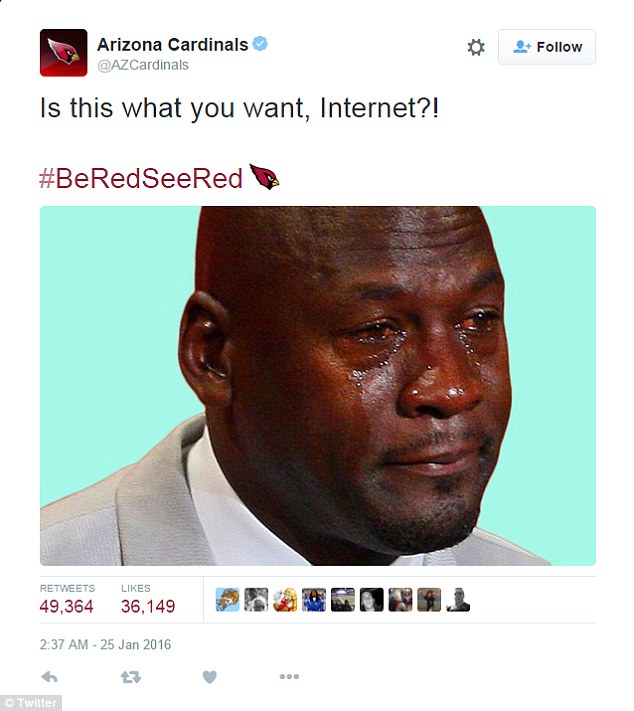 Arizona Cardinals
Follow
@AZCardinals
Is this what you want, Internet?!
#BeRedSeeRed
RETWEETS LIKES
49,364 36,149
2:37 AM - 25 Jan 2016
© Twitter